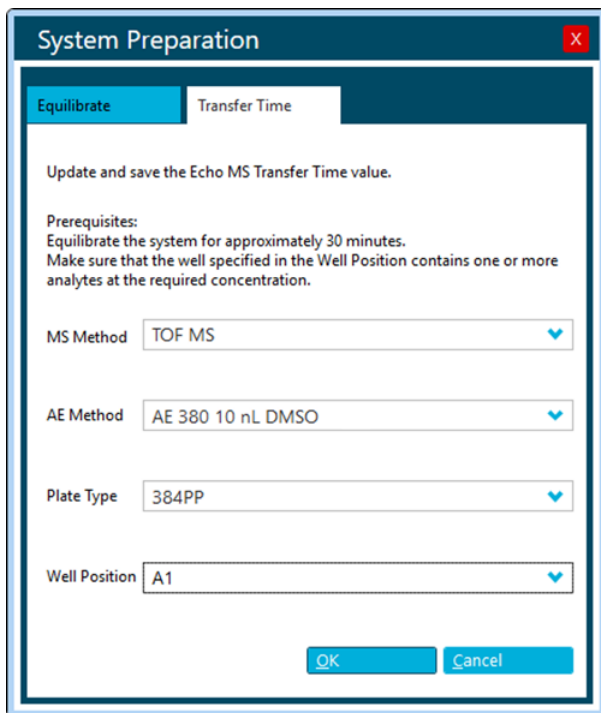 System Preparation
X
Equilibrate
Transfer Time
Update and save the Echo MS Transfer Time value.
Prerequisites:
Equilibrate the system for approximately 30 minutes.
Make sure that the well specified in the Well Position contains one or more
analytes at the required concentration.
MS Method
TOF MS
AE Method
AE 380 10 nL DMSO
Plate Type
384PP
Well Position
A1
OK
Cancel